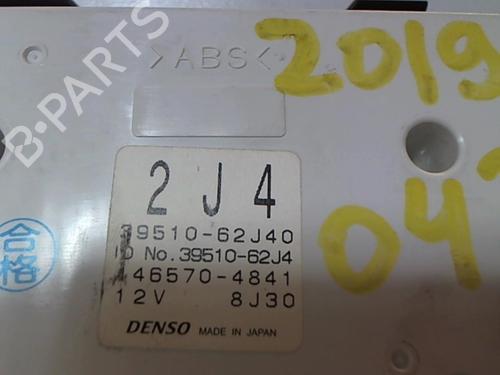 B-PARTS
>ABS<
2019
04
2J4
39510-62J40
ID No.39510-62J4
46570-4841
12V 8J30
DENSO MADE IN JAPAN
合格